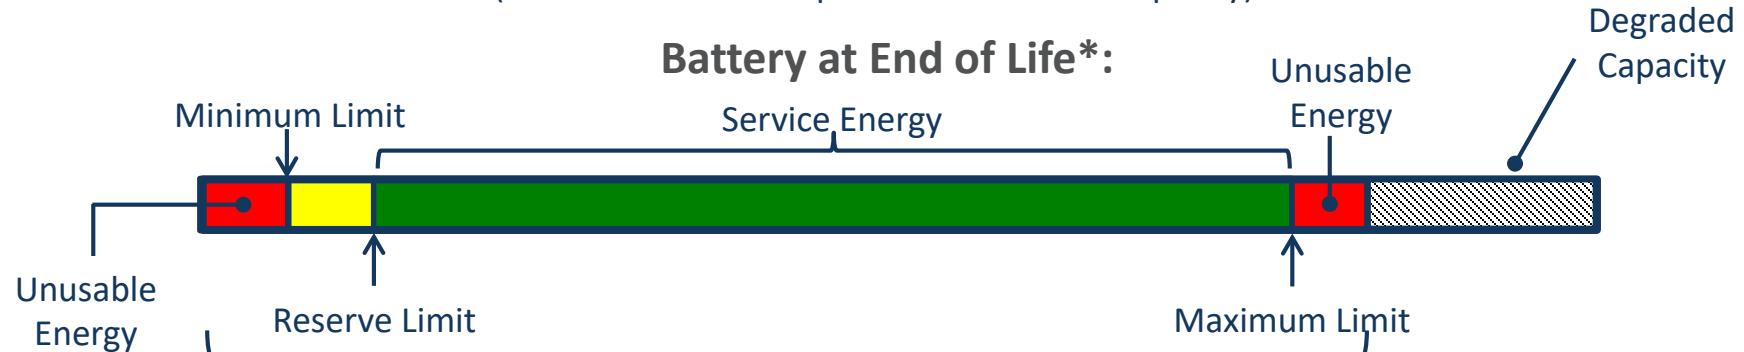 Battery at End of Life*:
Degraded
Capacity
Unusable
Energy
Minimum Limit
Service Energy
Unusable
Energy
Reserve Limit
Maximum Limit